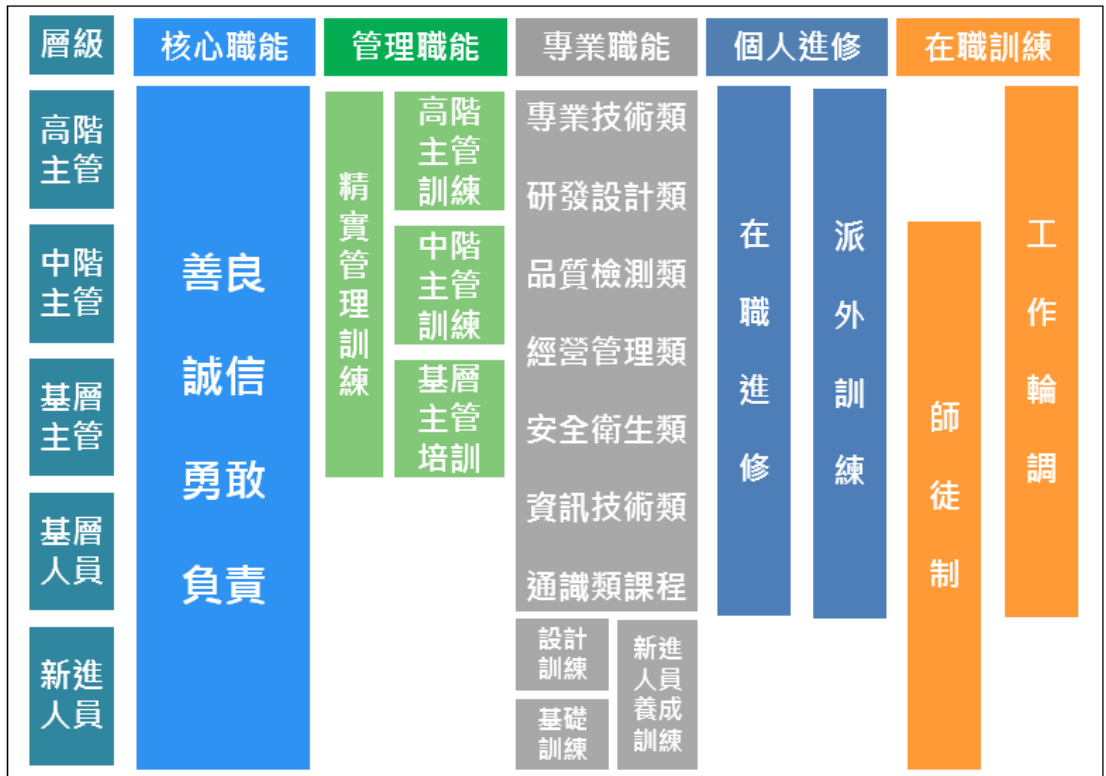 層級
核心職能
管理職能
專業職能
個人進修
在職訓練
高階
主管
中階
主管
基層
主管
基層
人員
新進
人員
善良
誠信
勇敢
負責
精實管理訓練
高階
主管
訓練
中階
主管
訓練
基層
主管
培訓
專業技術類
研發設計類
品質檢測類
經營管理類
安全衛生類
資訊技術類
通識類課程
設計
訓練
基礎
訓練
新進
人員
養成
訓練
在職進修
派外訓練
師徒制
工作輪調